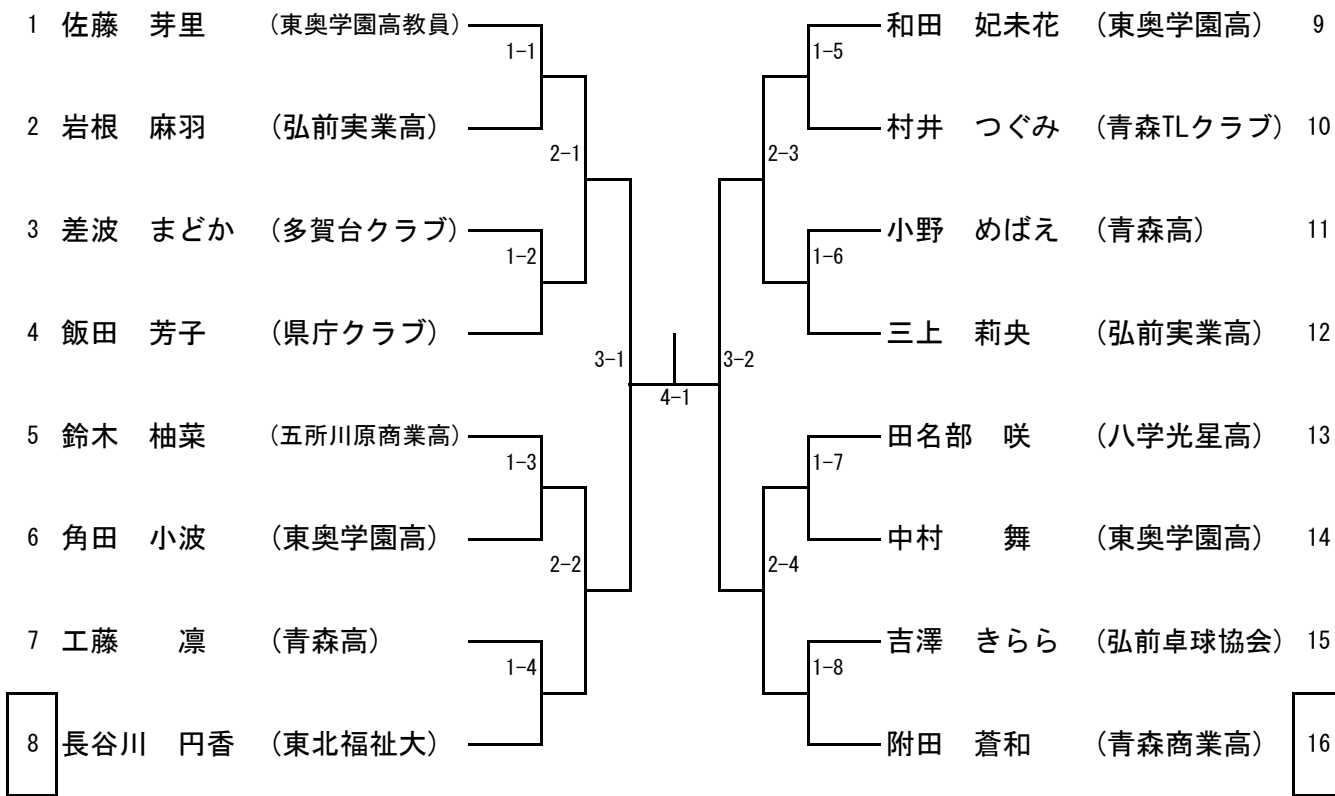 1 佐藤 芽里 (東奥学園高教員)
1-1
2 岩根 麻羽 (弘前実業高)
2-1
3 差波 まどか (多賀台クラブ)
1-2
4 飯田 芳子 (県庁クラブ)
3-1
5 鈴木 柚菜 (五所川原商業高)
1-3
6 角田 小波 (東奥学園高)
2-2
7 工藤 凛 (青森高)
1-4
8 長谷川 円香 (東北福祉大)
4-1
和田 妃未花 (東奥学園高) 9
1-5
村井 つぐみ (青森TLクラブ) 10
2-3
小野 めばえ (青森高) 11
1-6
三上 莉央 (弘前実業高) 12
3-2
田名部 咲 (八学光星高) 13
1-7
中村 舞 (東奥学園高) 14
2-4
吉澤 きらら (弘前卓球協会) 15
1-8
附田 蒼和 (青森商業高) 16